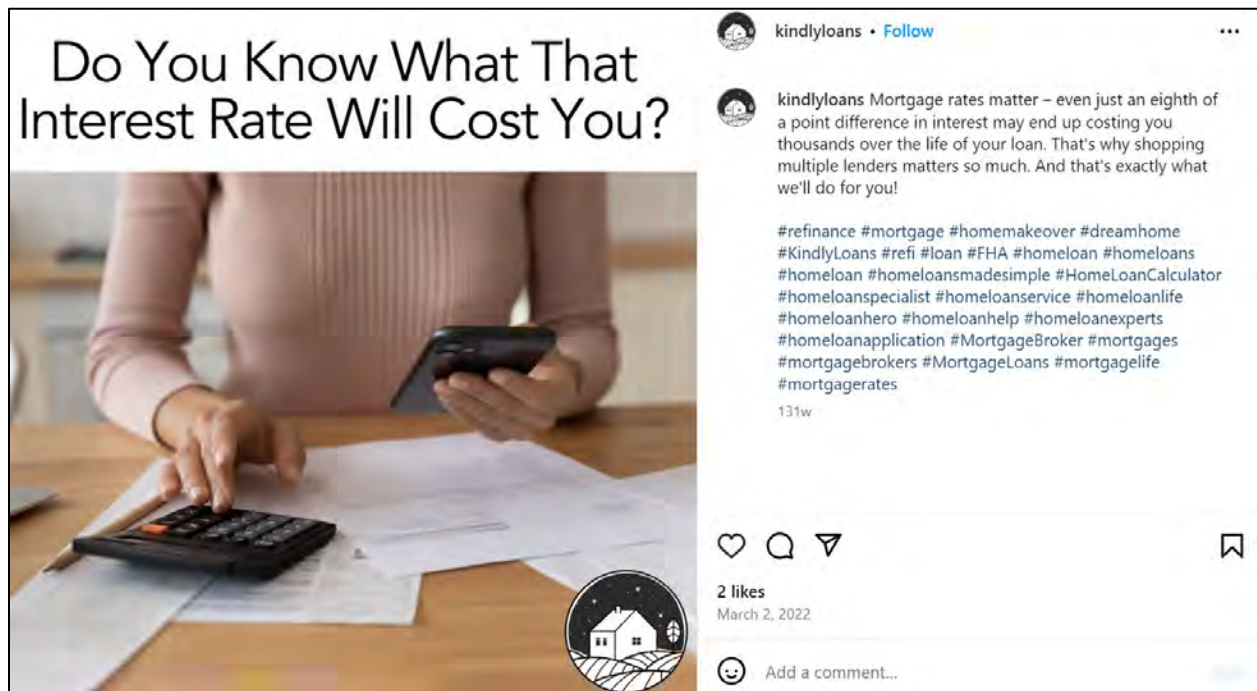 Do You Know What That
Interest Rate Will Cost You?
kindlyloans • Follow
kindlyloans Mortgage rates matter – even just an eighth of
a point difference in interest may end up costing you
thousands over the life of your loan. That's why shopping
multiple lenders matters so much. And that's exactly what
we'll do for you!
#refinance #mortgage #homemakeover #dreamhome
#KindlyLoans #refi #loan #FHA #homeloan #homeloans
#homeloan #homeloansmadesimple #HomeLoanCalculator
#homeloanspecialist #homeloanservice #homeloanlife
#homeloanhero #homeloanhelp #homeloanexperts
#homeloanapplication #MortgageBroker #mortgages
#mortgagebrokers #MortgageLoans #mortgagelife
#mortgagerates
131w
2 likes
March 2, 2022
Add a comment...